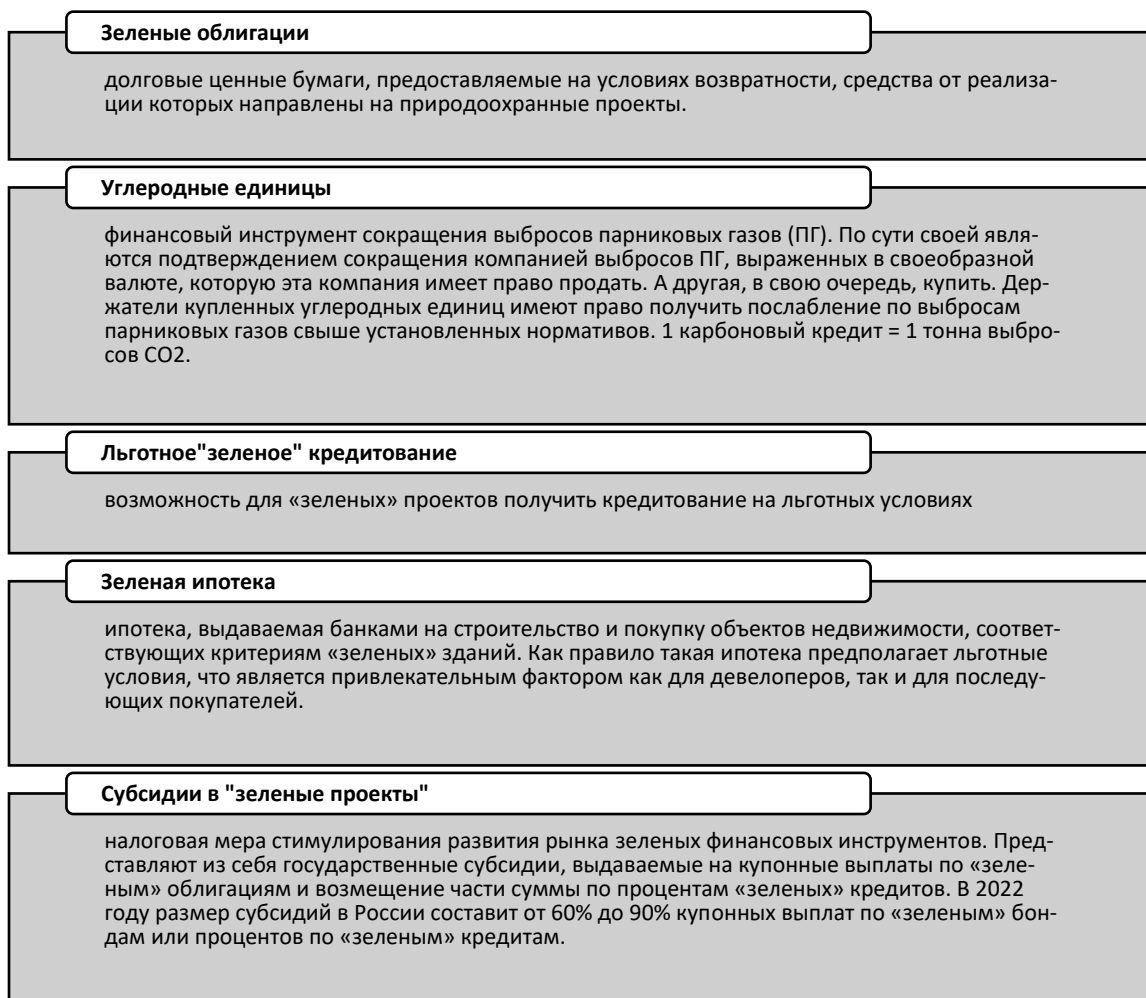 Зеленые облигации
долговые ценные бумаги, предоставляемые на условиях возвратности, средства от реализа-
ции которых направлены на природоохранные проекты.
Углеродные единицы
финансовый инструмент сокращения выбросов парниковых газов (ПГ). По сути своей явля-
ются подтверждением сокращения компанией выбросов ПГ, выраженных в своеобразной
валюте, которую эта компания имеет право продать. А другая, в свою очередь, купить. Дер-
жатели купленных углеродных единиц имеют право получить послабление по выбросам
парниковых газов свыше установленных нормативов. 1 карбоновый кредит = 1 тонна выбро-
сов CO2.
Льготное"зеленое" кредитование
возможность для «зеленых» проектов получить кредитование на льготных условиях
Зеленая ипотека
ипотека, выдаваемая банками на строительство и покупку объектов недвижимости, соответ-
ствующих критериям «зеленых» зданий. Как правило такая ипотека предполагает льготные
условия, что является привлекательным фактором как для девелоперов, так и для последу-
ющих покупателей.
Субсидии в "зеленые проекты"
налоговая мера стимулирования развития рынка зеленых финансовых инструментов. Пред-
ставляют из себя государственные субсидии, выдаваемые на купонные выплаты по «зеле-
ным» облигациям и возмещение части суммы по процентам «зеленых» кредитов. В 2022
году размер субсидий в России составит от 60% до 90% купонных выплат по «зеленым» бон-
дам или процентов по «зеленым» кредитам.